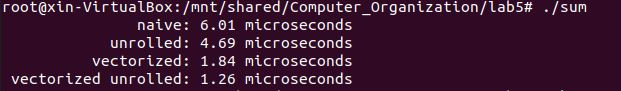 root@xin-VirtualBox:/mnt/shared/Computer_Organization/lab5# ./sum
naive: 6.01 microseconds
unrolled: 4.69 microseconds
vectorized: 1.84 microseconds
vectorized unrolled: 1.26 microseconds